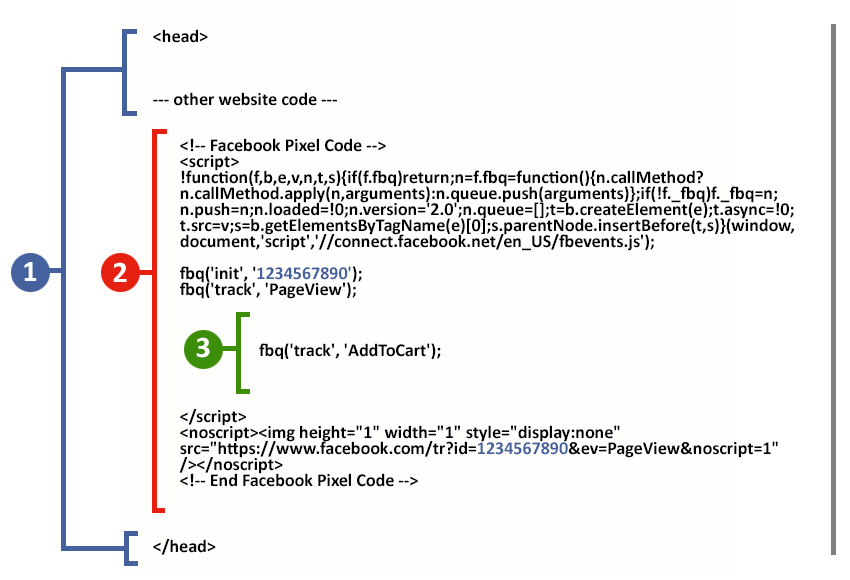 <head>
--- other website code ---
<!-- Facebook Pixel Code -->
<script>
!function(f,b,e,v,n,t,s){if(f.fbq)return;n=f.fbq=function(){n.callMethod?
n.callMethod.apply(n,arguments):n.queue.push(arguments)};if(!f._fbq)f._fbq=n;
n.push=n;n.loaded=!0;n.version='2.0';n.queue=[];t=b.createElement(e);t.async=!0;
t.src=v;s=b.getElementsByTagName(e)[0];s.parentNode.insertBefore(t,s)}(window,
document,'script','//connect.facebook.net/en_US/fbevents.js');
1
2
fbq('init', '1234567890');
fbq('track', 'PageView');
3
fbq('track', 'AddToCart');
</script>
<noscript><img height="1" width="1" style="display:none"
src="https://www.facebook.com/tr?id=1234567890&ev=PageView&noscript=1"
/></noscript>
<!-- End Facebook Pixel Code -->
</head>